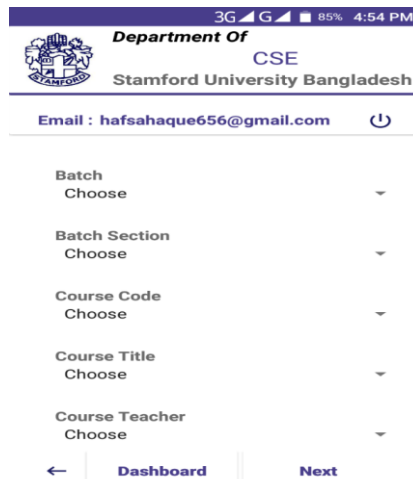 3G G 85% 4:54 PM
Department Of
CSE
Stamford University Bangladesh
STAMFORD
Email : hafsahaque656@gmail.com
Batch
Choose
Batch Section
Choose
Course Code
Choose
Course Title
Choose
Course Teacher
Choose
← Dashboard Next